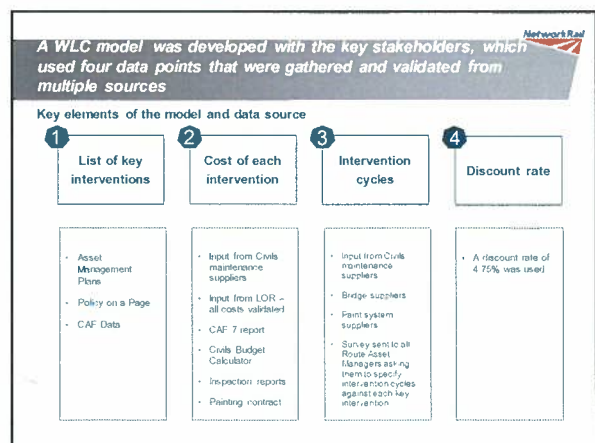 NetworkRail
A WLC model was developed with the key stakeholders, which
used four data points that were gathered and validated from
multiple sources
Key elements of the model and data source
1
List of key
interventions
2
Cost of each
intervention
3
Intervention
cycles
4
Discount rate
• Asset
Management
Plans
• Policy on a Page
• CAF Data
• Input from Civils
maintenance
suppliers
• Input from LOR –
all costs validated
• CAF 7 report
• Civils Budget
Calculator
• Inspection reports
• Painting contract
• Input from Civils
maintenance
suppliers
• Bridge suppliers
• Paint system
suppliers
• Survey sent to all
Route Asset
Managers asking
them to specify
intervention cycles
against each key
intervention
• A discount rate of
4.75% was used